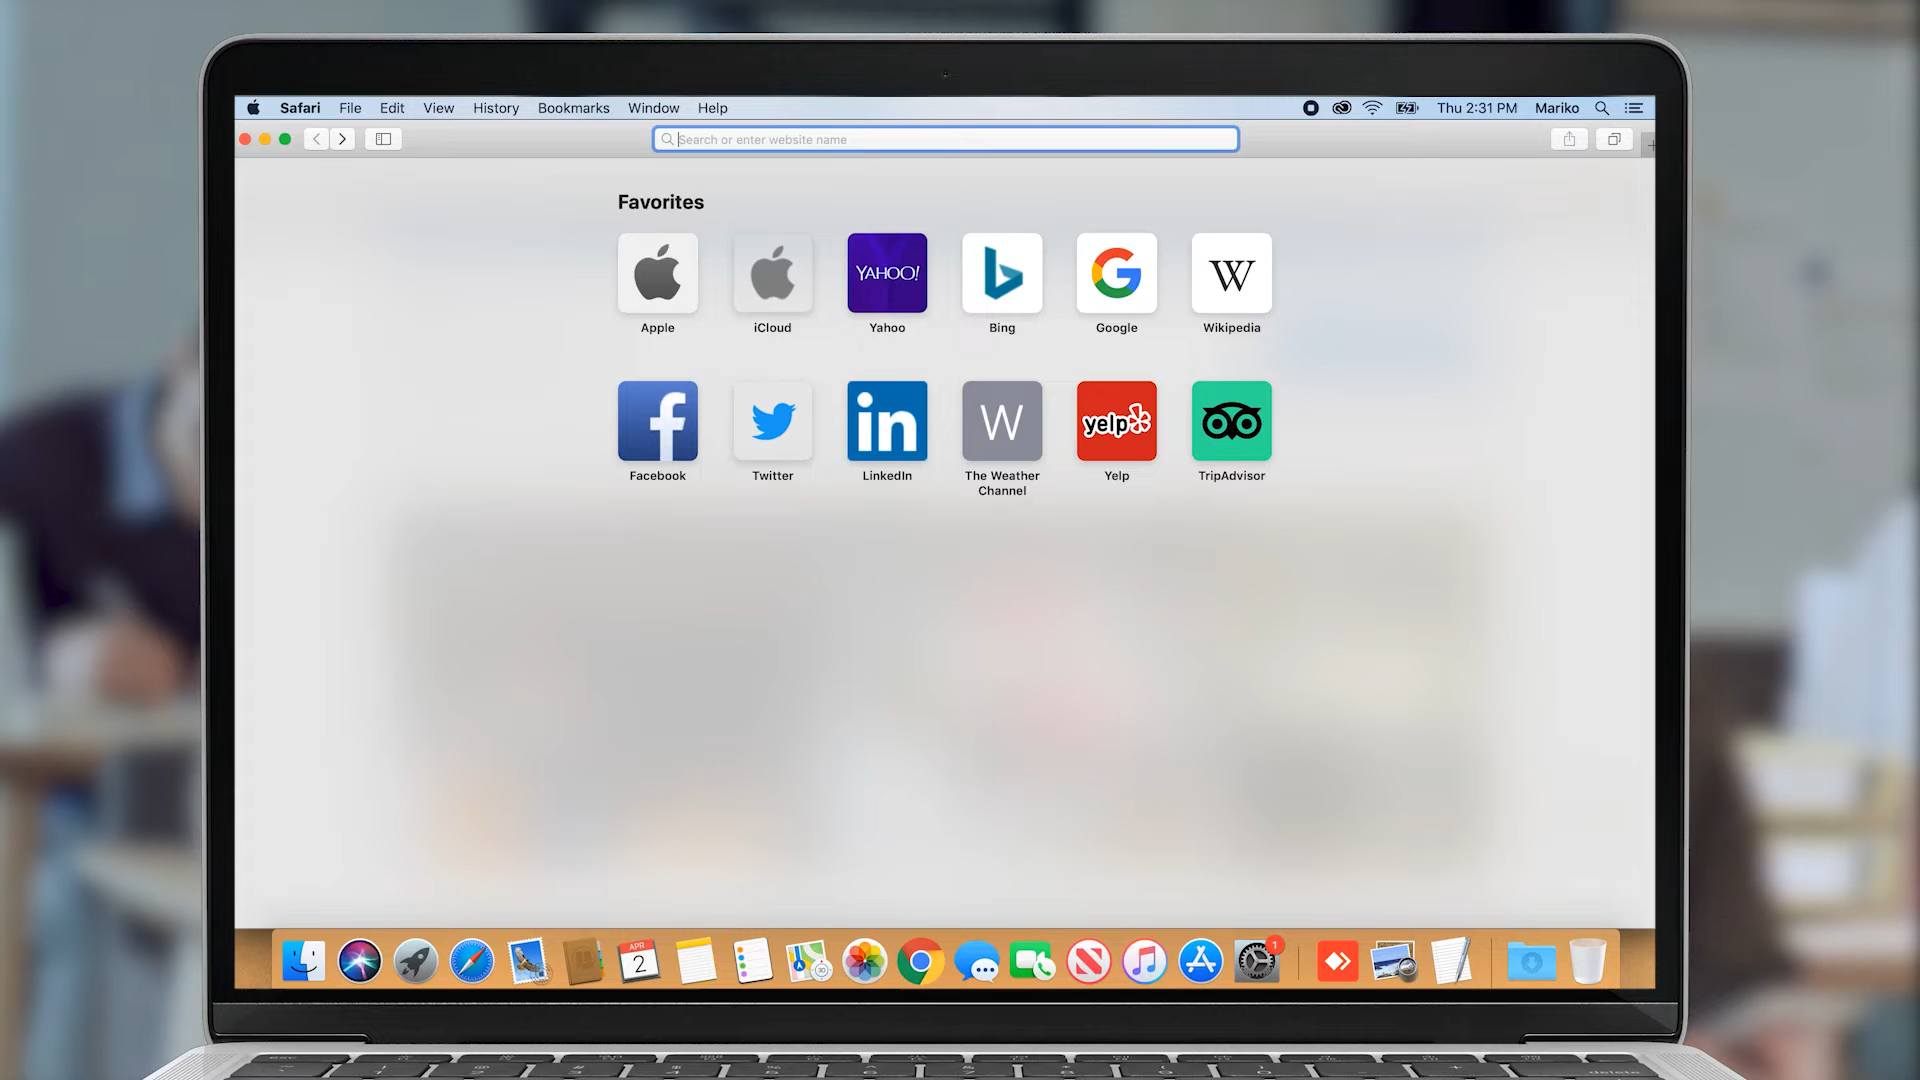 Safari File Edit View History Bookmarks Window Help Thu 2:31 PM Mariko
Search or enter website name
Favorites
YAHOO!
b
G
W
Apple iCloud Yahoo Bing Google Wikipedia
f
in
W
yelp
Facebook Twitter LinkedIn The Weather Channel Yelp TripAdvisor
APR
2
1